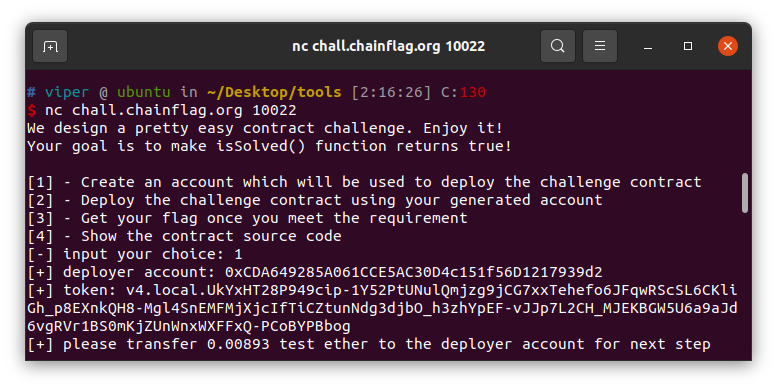 nc chall.chainflag.org 10022
# viper @ ubuntu in ~/Desktop/tools [2:16:26] C:130
$ nc chall.chainflag.org 10022
We design a pretty easy contract challenge. Enjoy it!
Your goal is to make isSolved() function returns true!
[1] - Create an account which will be used to deploy the challenge contract
[2] - Deploy the challenge contract using your generated account
[3] - Get your flag once you meet the requirement
[4] - Show the contract source code
[-] input your choice: 1
[+] deployer account: 0xCDA649285A061CCE5AC30D4c151f56D1217939d2
[+] token: v4.local.UkYxHT28P949cip-1Y52PtUNulQmjzg9jCG7xxTehefo6JFqwRScSL6CKli
Gh_p8EXnkQH8-Mgl4SnEMFMjXjcIfTiCZtunNdg3djbO_h3zhYpEF-vJJp7L2CH_MJEKBGW5U6a9aJd
6vgRVr1BS0mKjZUnWnxWXFFxQ-PCoBYPBbog
[+] please transfer 0.00893 test ether to the deployer account for next step